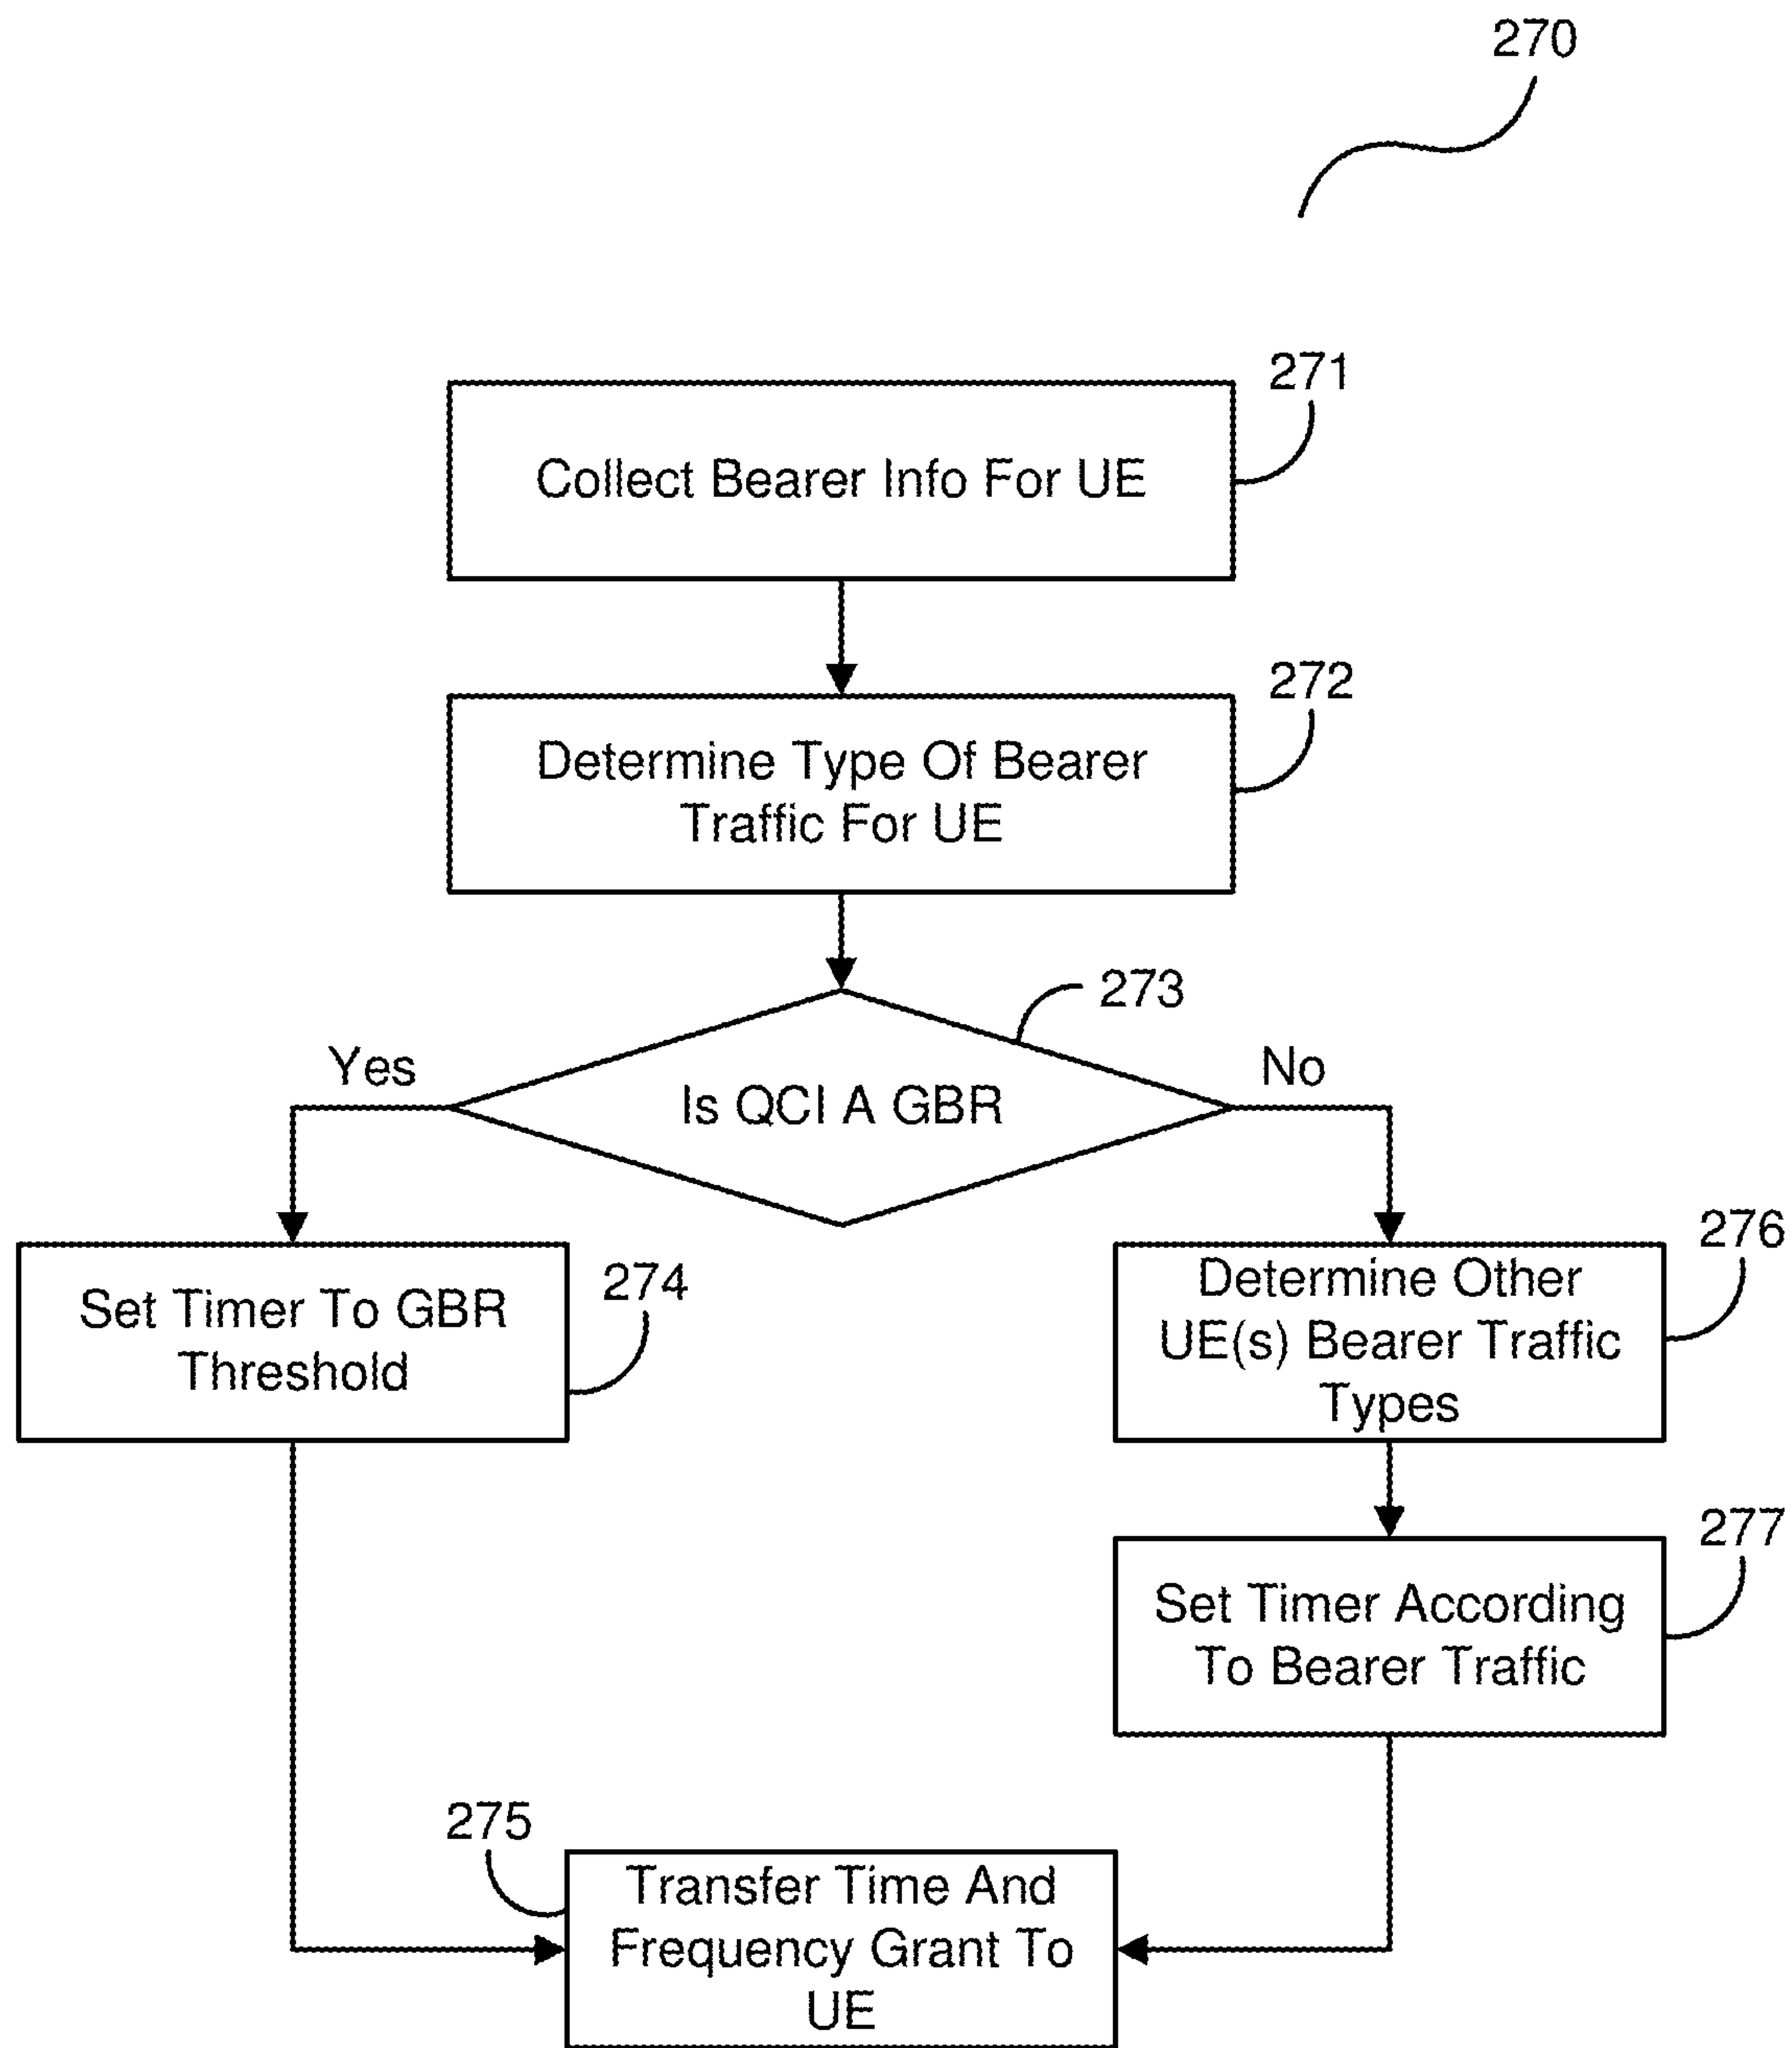 270
271
Collect Bearer Info For UE
272
Determine Type Of Bearer
Traffic For UE
273
Yes
No
Is QCI A GBR
274
Set Timer To GBR
Threshold
276
Determine Other
UE(s) Bearer Traffic
Types
277
Set Timer According
To Bearer Traffic
275
Transfer Time And
Frequency Grant To
UE